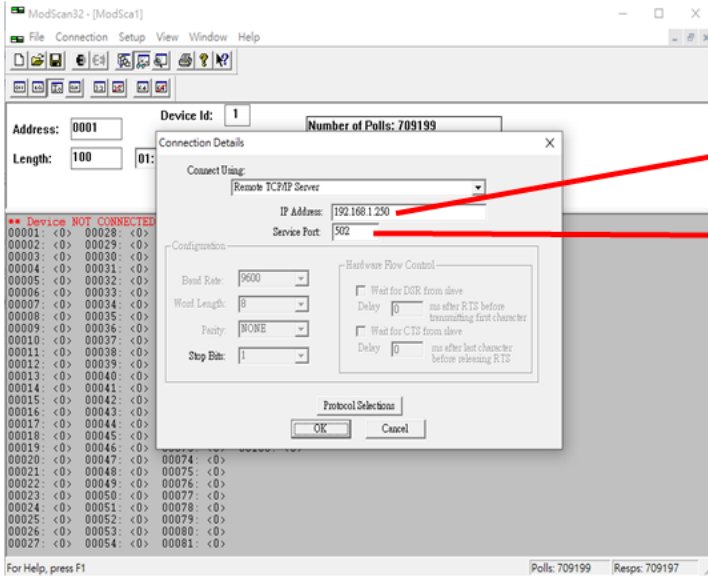 ModScan32 - [ModSca1]
File Connection Setup View Window Help
Device Id: 1
Address: 0001
Number of Polls: 709199
Length: 100 01:
Connection Details
Connect Using:
Remote TCP/IP Server
IP Address: 192.168.1.250
Service Port: 502
Configuration
Baud Rate: 9600
Word Length: 8
Parity: NONE
Stop Bits: 1
Hardware Flow Control
Wait for DSR from slave
Delay 0 ms after RTS before transmitting first character
Wait for CTS from slave
Delay 0 ms after last character before releasing RTS
Protocol Selections
OK Cancel
** Device NOT CONNECTED
00001: <0> 00028: <0>
00002: <0> 00029: <0>
00003: <0> 00030: <0>
00004: <0> 00031: <0>
00005: <0> 00032: <0>
00006: <0> 00033: <0>
00007: <0> 00034: <0>
00008: <0> 00035: <0>
00009: <0> 00036: <0>
00010: <0> 00037: <0>
00011: <0> 00038: <0>
00012: <0> 00039: <0>
00013: <0> 00040: <0>
00014: <0> 00041: <0>
00015: <0> 00042: <0>
00016: <0> 00043: <0>
00017: <0> 00044: <0>
00018: <0> 00045: <0>
00019: <0> 00046: <0>
00020: <0> 00047: <0> 00074: <0>
00021: <0> 00048: <0> 00075: <0>
00022: <0> 00049: <0> 00076: <0>
00023: <0> 00050: <0> 00077: <0>
00024: <0> 00051: <0> 00078: <0>
00025: <0> 00052: <0> 00079: <0>
00026: <0> 00053: <0> 00080: <0>
00027: <0> 00054: <0> 00081: <0>
For Help, press F1
Polls: 709199 Resps: 709197